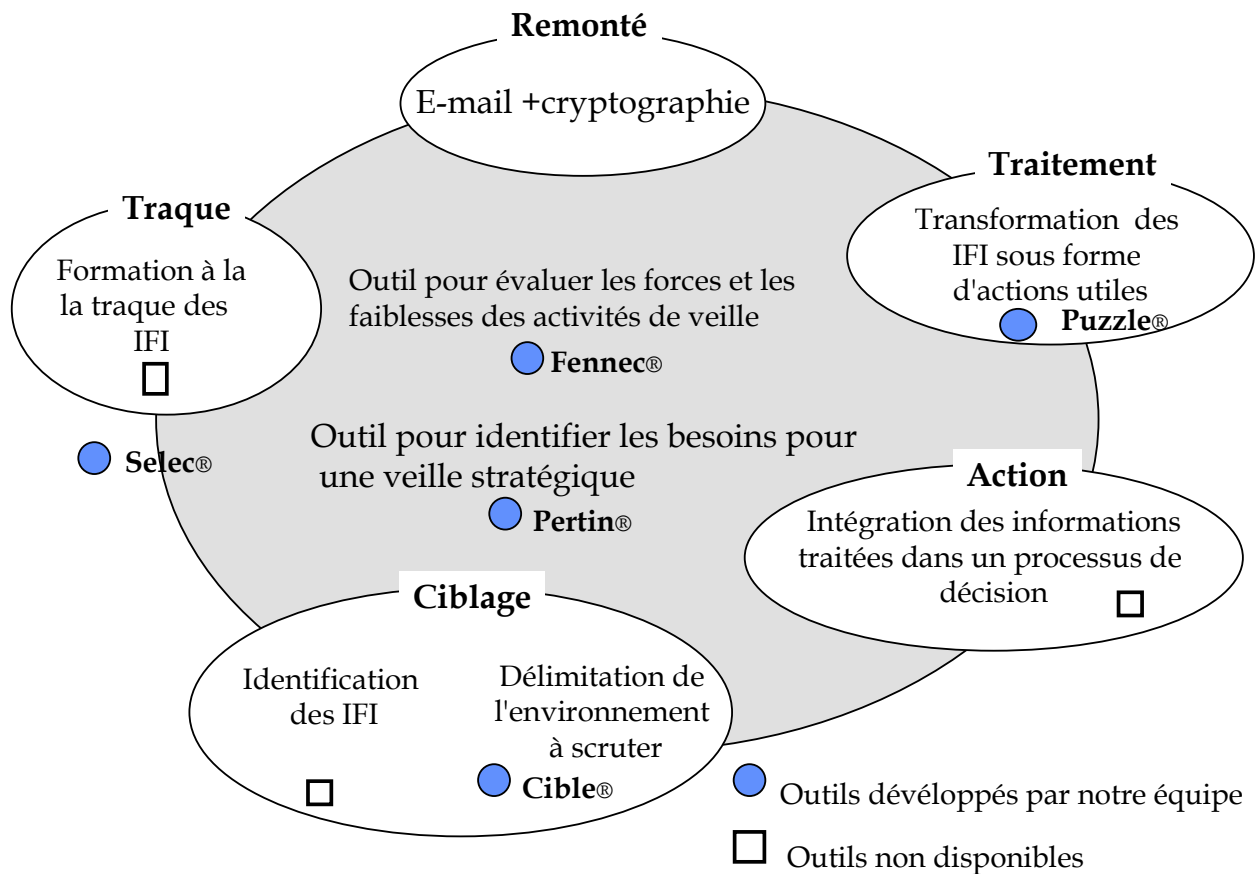 Remonté
E-mail +cryptographie
Traitement
Transformation des
IFI sous forme
d'actions utiles
Puzzle®
Traque
Formation à la
la traque des
IFI
Selec®
Outil pour évaluer les forces et les
faiblesses des activités de veille
Fennec®
Outil pour identifier les besoins pour
une veille stratégique
Pertin®
Action
Intégration des informations
traitées dans un processus de
décision
Ciblage
Identification
des IFI
Délimitation de
l'environnement
à scruter
Cible®
Outils dévéloppés par notre équipe
Outils non disponibles